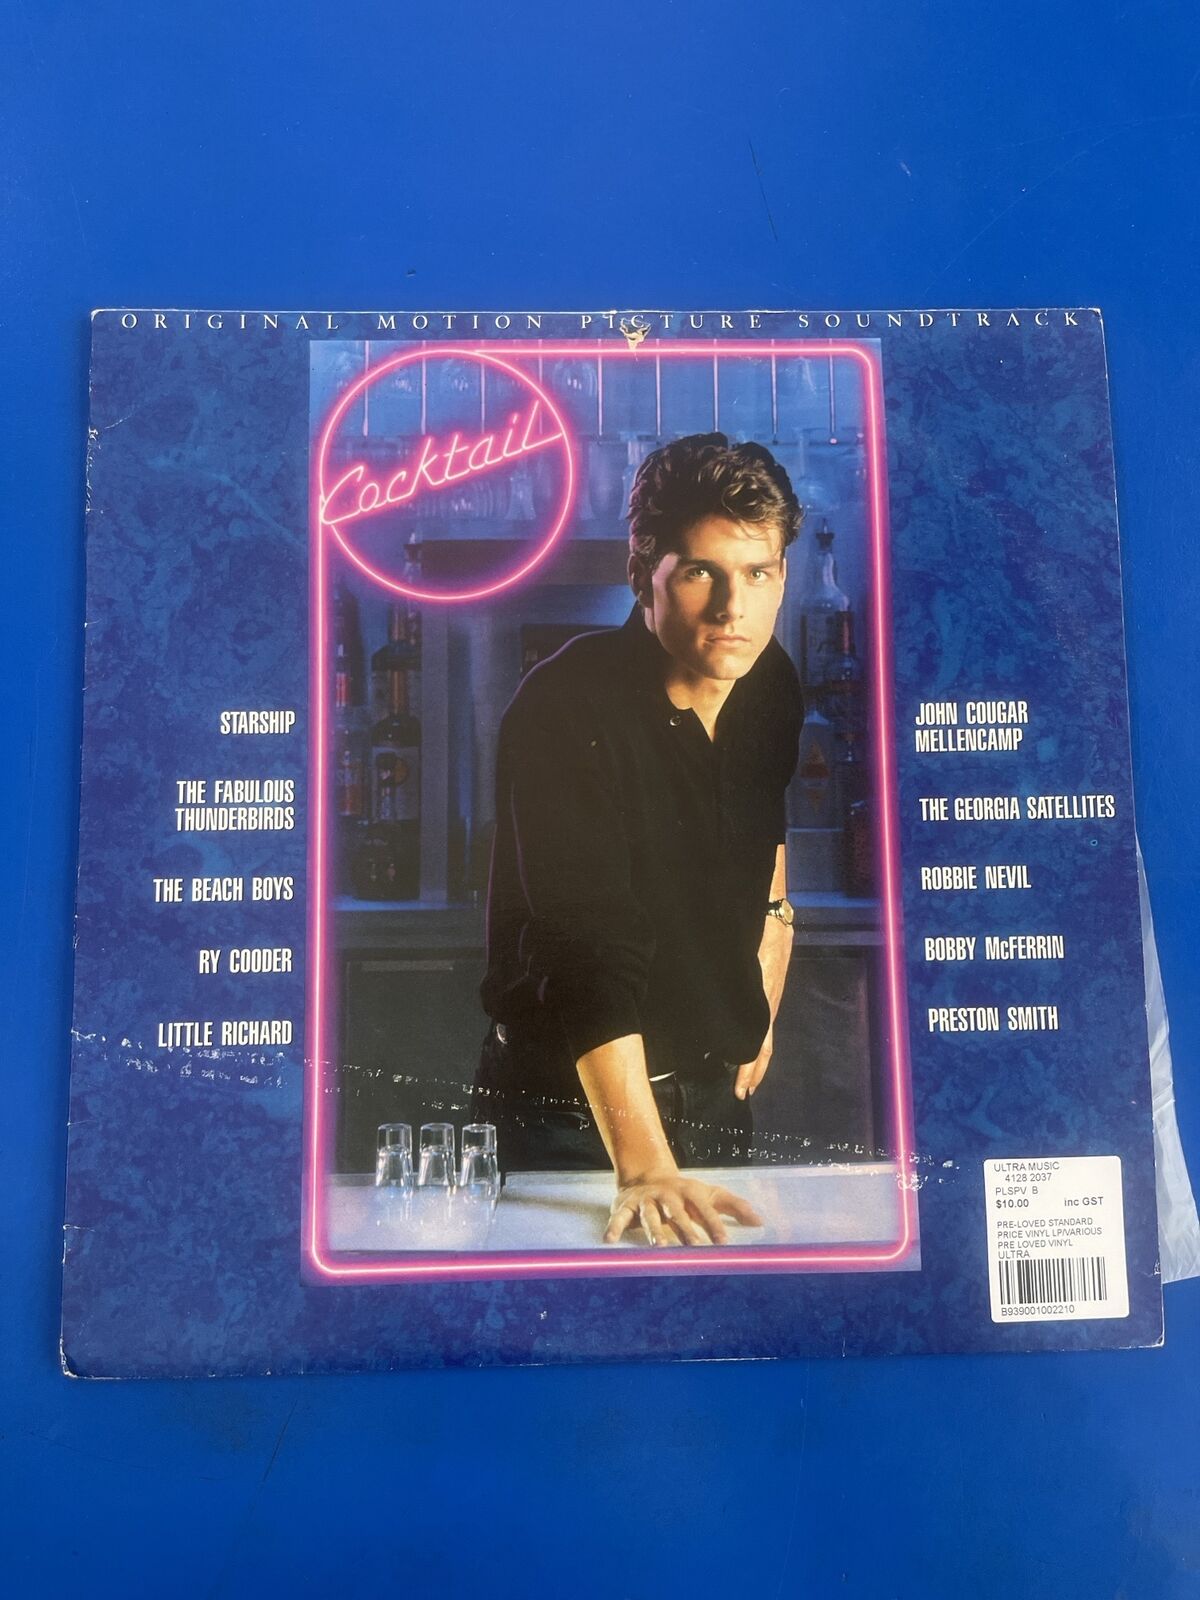 ORIGINAL MOTION PICTURE SOUNDTRACK
Cocktail
STARSHIP
THE FABULOUS
THUNDERBIRDS
THE BEACH BOYS
RY COODER
LITTLE RICHARD
JOHN COUGAR
MELLENCAMP
THE GEORGIA SATELLITES
ROBBIE NEVIL
BOBBY McFERRIN
PRESTON SMITH
ULTRA MUSIC
4128 2037
PLSPV B
$10.00 inc GST
PRE-LOVED STANDARD
PRICE VINYL LP/VARIOUS
PRE LOVED VINYL
ULTRA
B939001002210